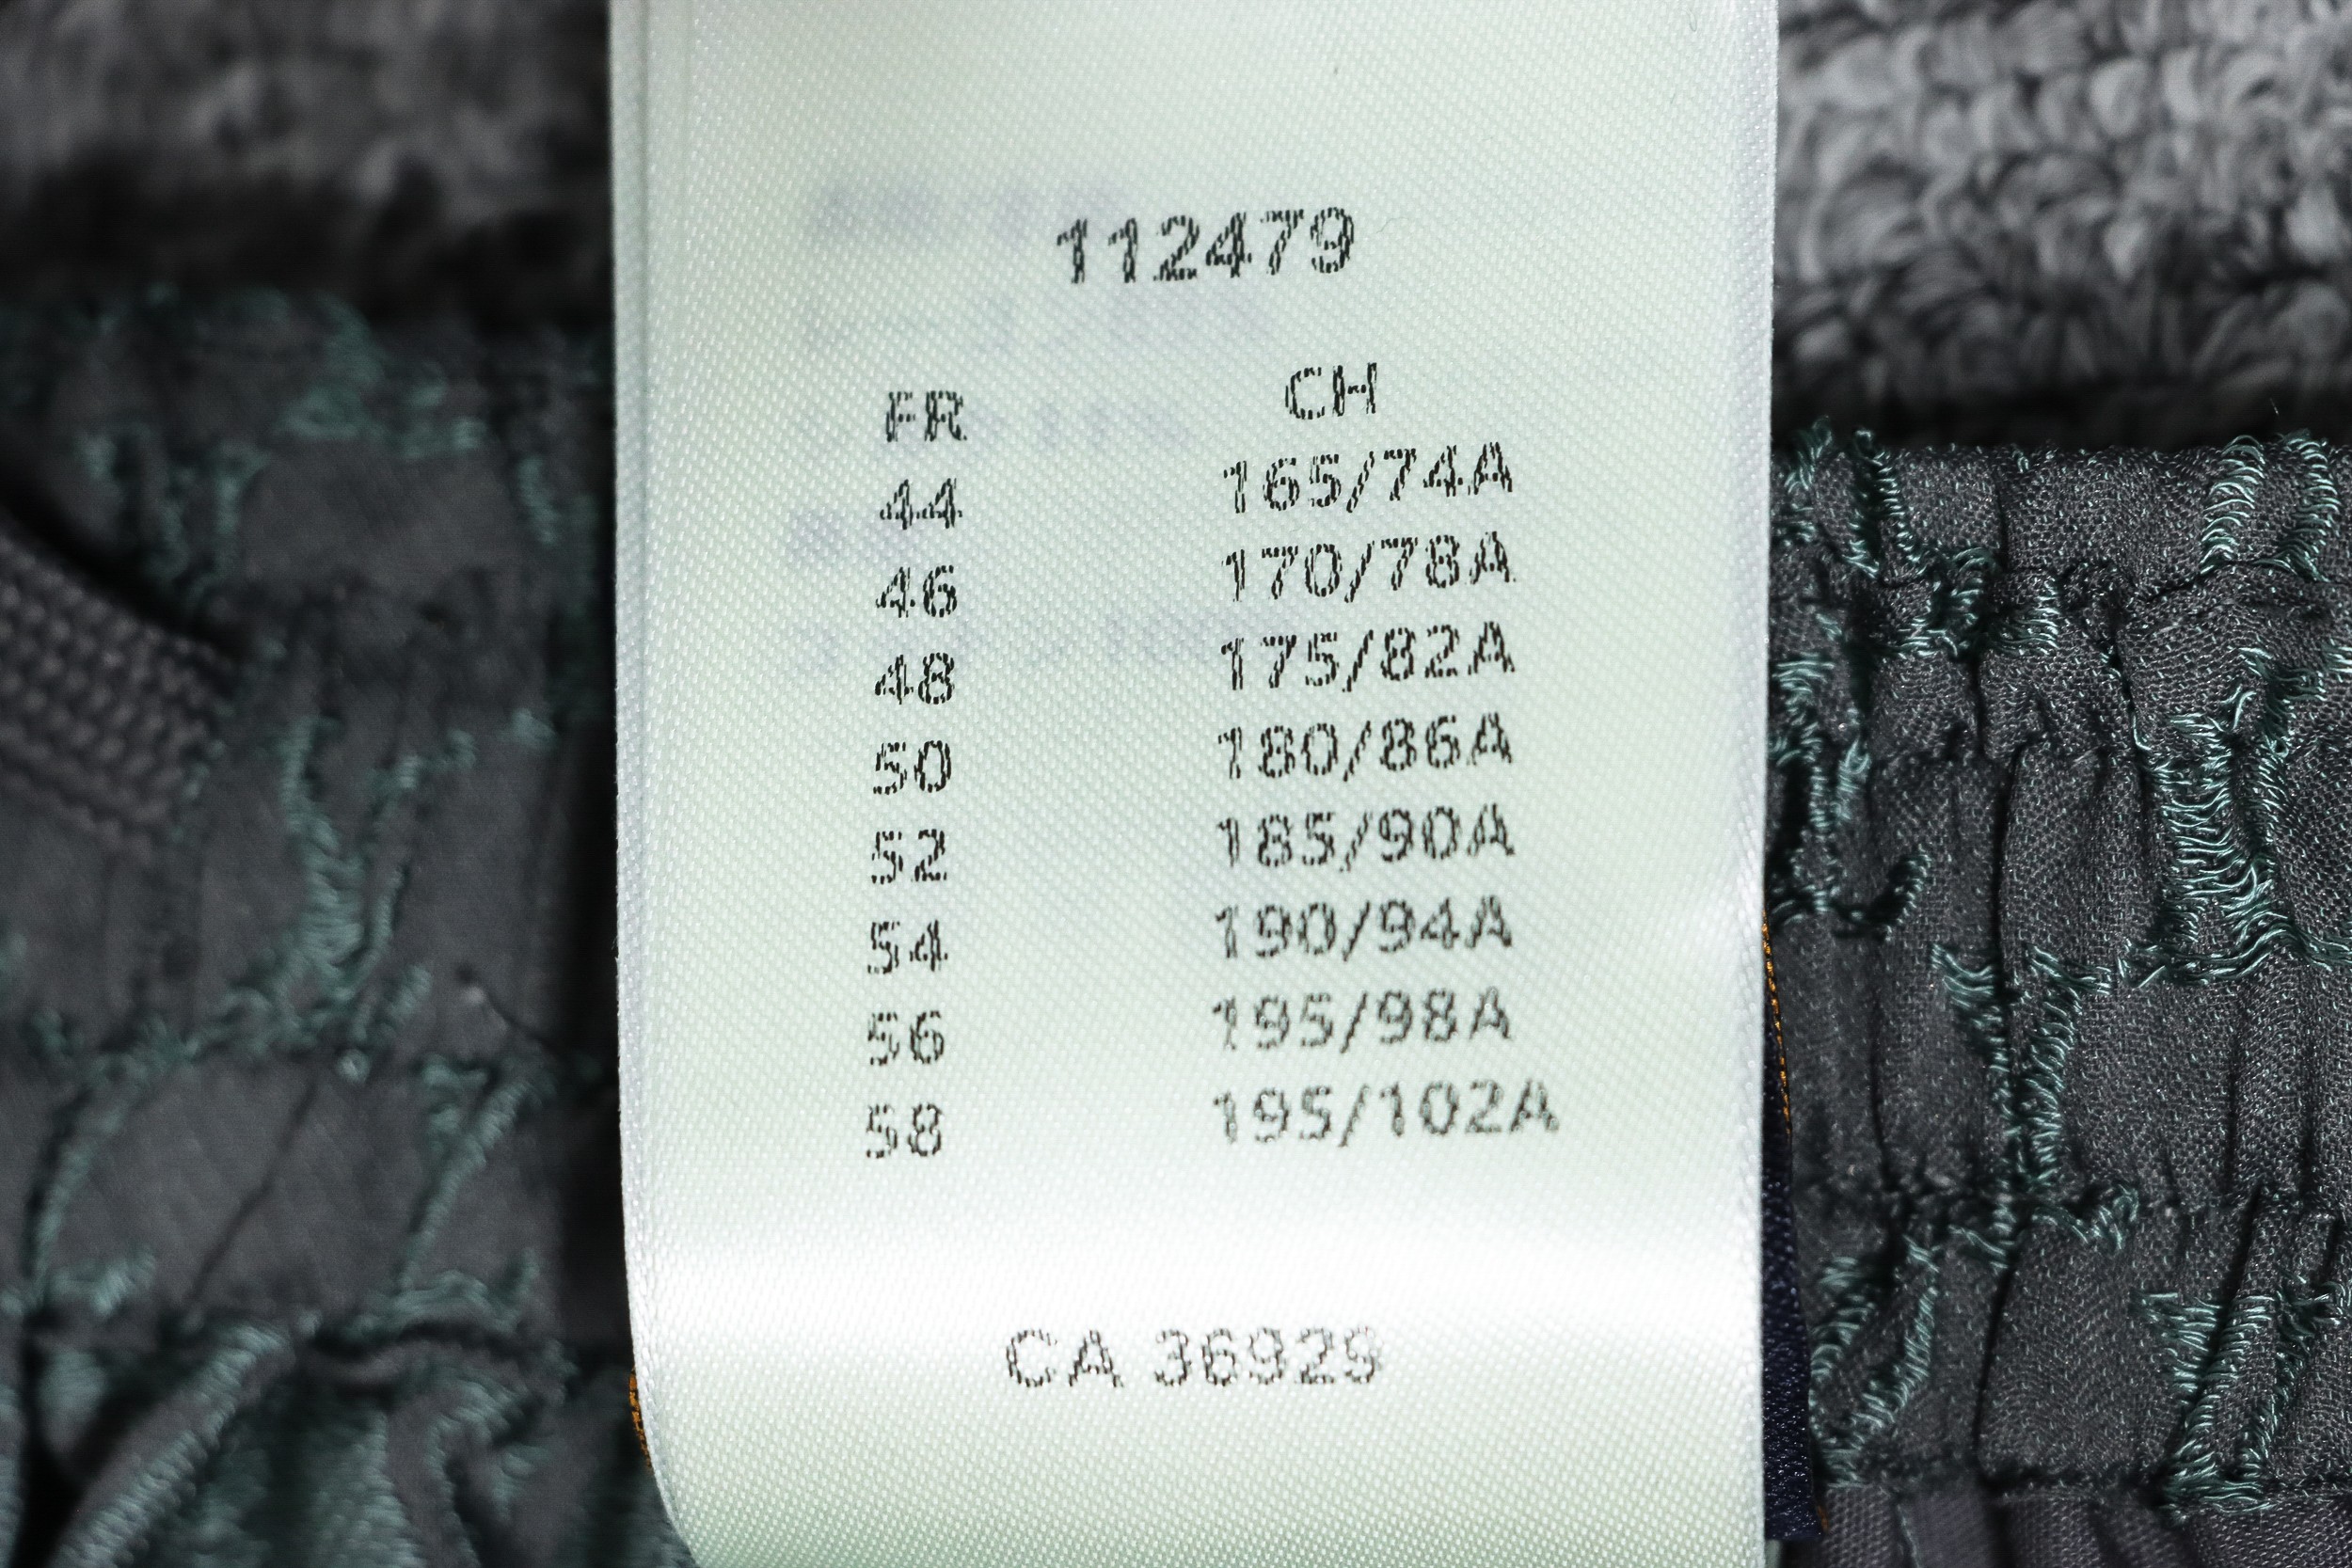 112479
FR CH
44 165/74A
46 170/78A
48 175/82A
50 180/86A
52 185/90A
54 190/94A
56 195/98A
58 195/102A
CA 36929